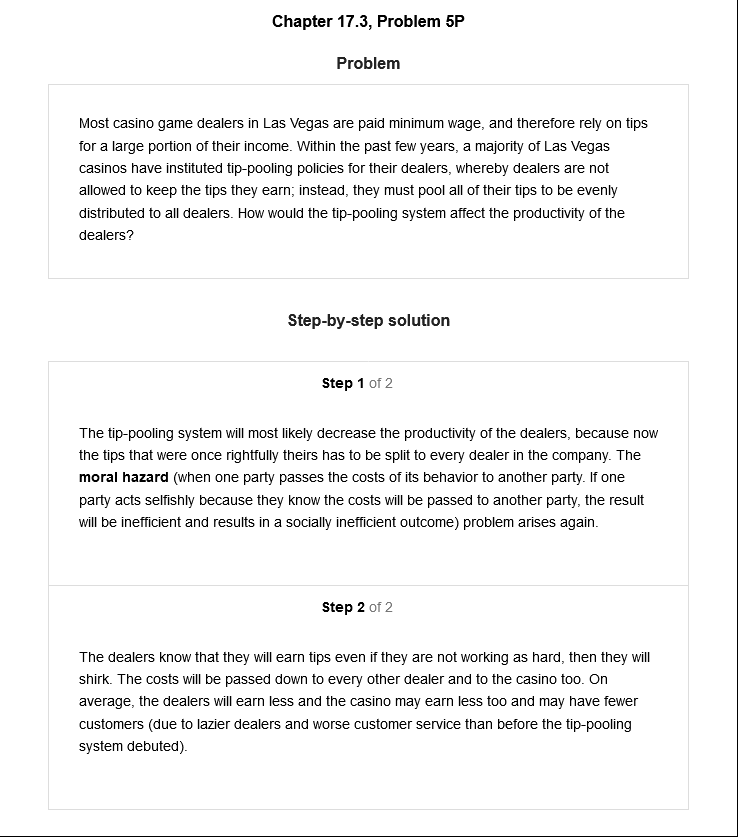 Chapter 17.3, Problem 5P
Problem
Most casino game dealers in Las Vegas are paid minimum wage, and therefore rely on tips
for a large portion of their income. Within the past few years, a majority of Las Vegas
casinos have instituted tip-pooling policies for their dealers, whereby dealers are not
allowed to keep the tips they earn; instead, they must pool all of their tips to be evenly
distributed to all dealers. How would the tip-pooling system affect the productivity of the
dealers?
Step-by-step solution
Step 1 of 2
The tip-pooling system will most likely decrease the productivity of the dealers, because now
the tips that were once rightfully theirs has to be split to every dealer in the company. The
moral hazard (when one party passes the costs of its behavior to another party. If one
party acts selfishly because they know the costs will be passed to another party, the result
will be inefficient and results in a socially inefficient outcome) problem arises again.
Step 2 of 2
The dealers know that they will earn tips even if they are not working as hard, then they will
shirk. The costs will be passed down to every other dealer and to the casino too. On
average, the dealers will earn less and the casino may earn less too and may have fewer
customers (due to lazier dealers and worse customer service than before the tip-pooling
system debuted).